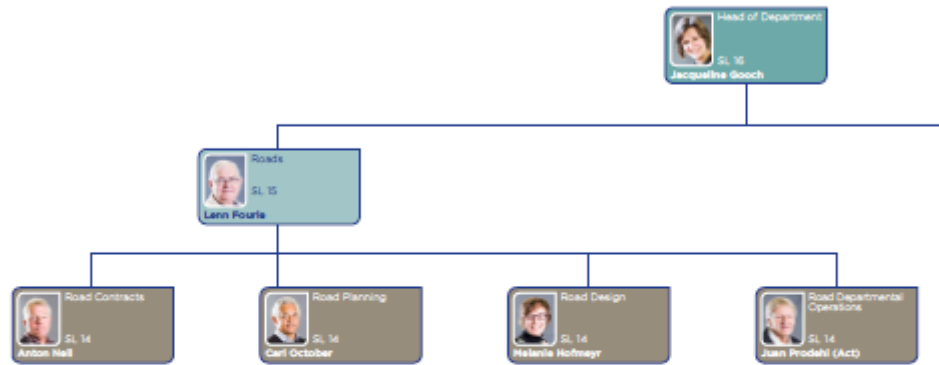 Head of Department
SL 16
Jacqueline Gooch
Roads
SL 15
Lenn Fourie
Road Contracts
SL 14
Anton Nell
Road Planning
SL 14
Carl October
Road Design
SL 14
Melanie Hofmeyr
Road Departmental
Operations
SL 14
Juan Prodehl (Act)